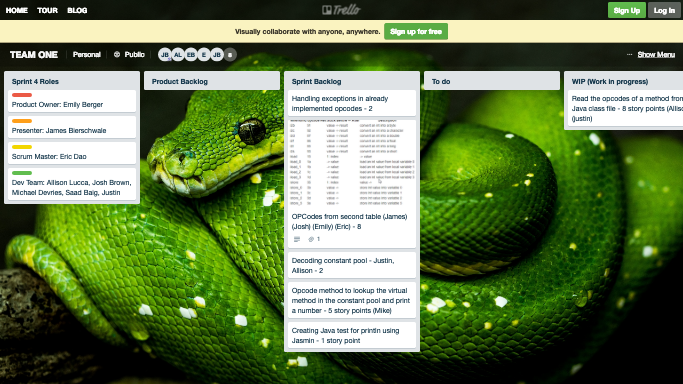 HOME TOUR BLOG
Trello
Sign Up Log In
Visually collaborate with anyone, anywhere. Sign up for free
TEAM ONE Personal Public JB AL EB E JB 8 ··· Show Menu
Sprint 4 Roles
Product Owner: Emily Berger
Presenter: James Bierschwale
Scrum Master: Eric Dao
Dev Team: Allison Lucca, Josh Brown,
Michael Devries, Saad Baig, Justin
Product Backlog
Sprint Backlog
Handling exceptions in already
implemented opcodes - 2
OPCodes from second table (James)
(Josh) (Emily) (Eric) - 8
1
Decoding constant pool - Justin,
Allison - 2
Opcode method to lookup the virtual
method in the constant pool and print
a number - 5 story points (Mike)
Creating Java test for println using
Jasmin - 1 story point
To do
WIP (Work in progress)
Read the opcodes of a method from
Java class file - 8 story points (Allis
(justin)